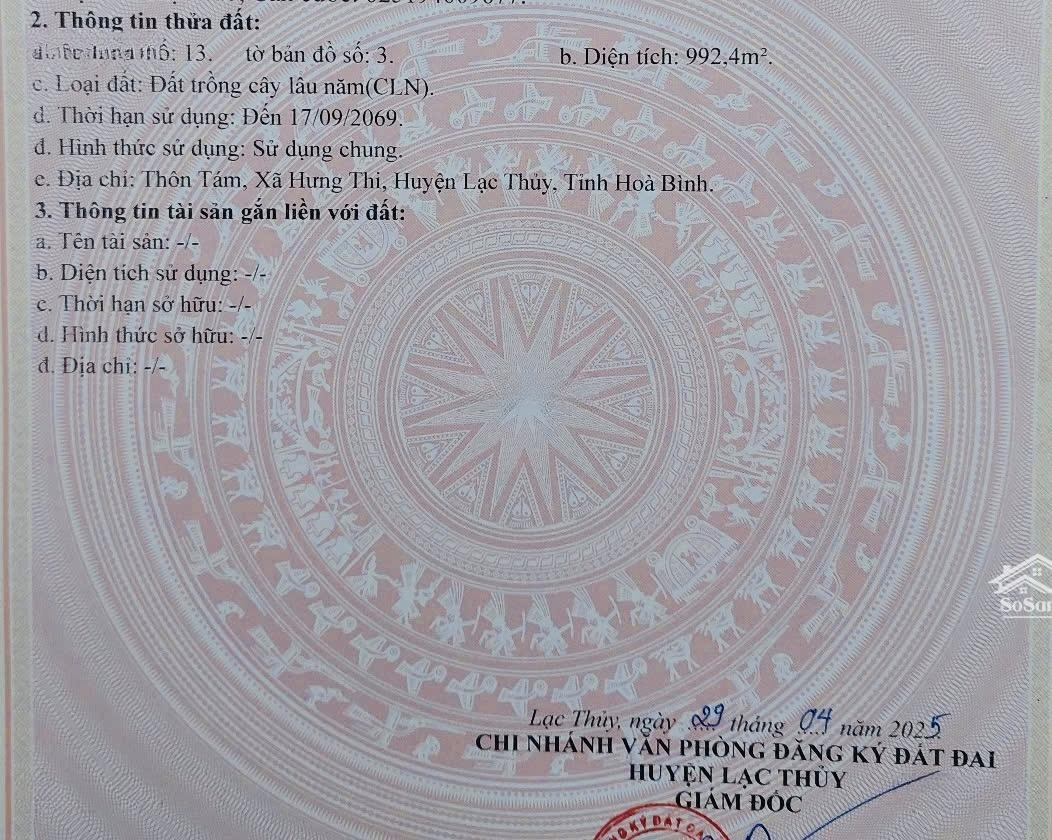 2. Thông tin thửa đất:
số: 13. tờ bản đồ số: 3. b. Diện tích: 992,4m².
c. Loại đất: Đất trồng cây lâu năm(CLN).
d. Thời hạn sử dụng: Đến 17/09/2069.
đ. Hình thức sử dụng: Sử dụng chung.
e. Địa chỉ: Thôn Tám, Xã Hưng Thi, Huyện Lạc Thủy, Tỉnh Hoà Bình.
3. Thông tin tài sản gắn liền với đất:
a. Tên tài sản: -/-
b. Diện tích sử dụng: -/-
c. Thời hạn sở hữu: -/-
d. Hình thức sở hữu: -/-
đ. Địa chỉ: -/-
SoSan
Lạc Thủy, ngày 29 tháng 04 năm 2025
CHI NHÁNH VĂN PHÒNG ĐĂNG KÝ ĐẤT ĐAI
HUYỆN LẠC THỦY
GIÁM ĐỐC
KÝ ĐẤT ĐA